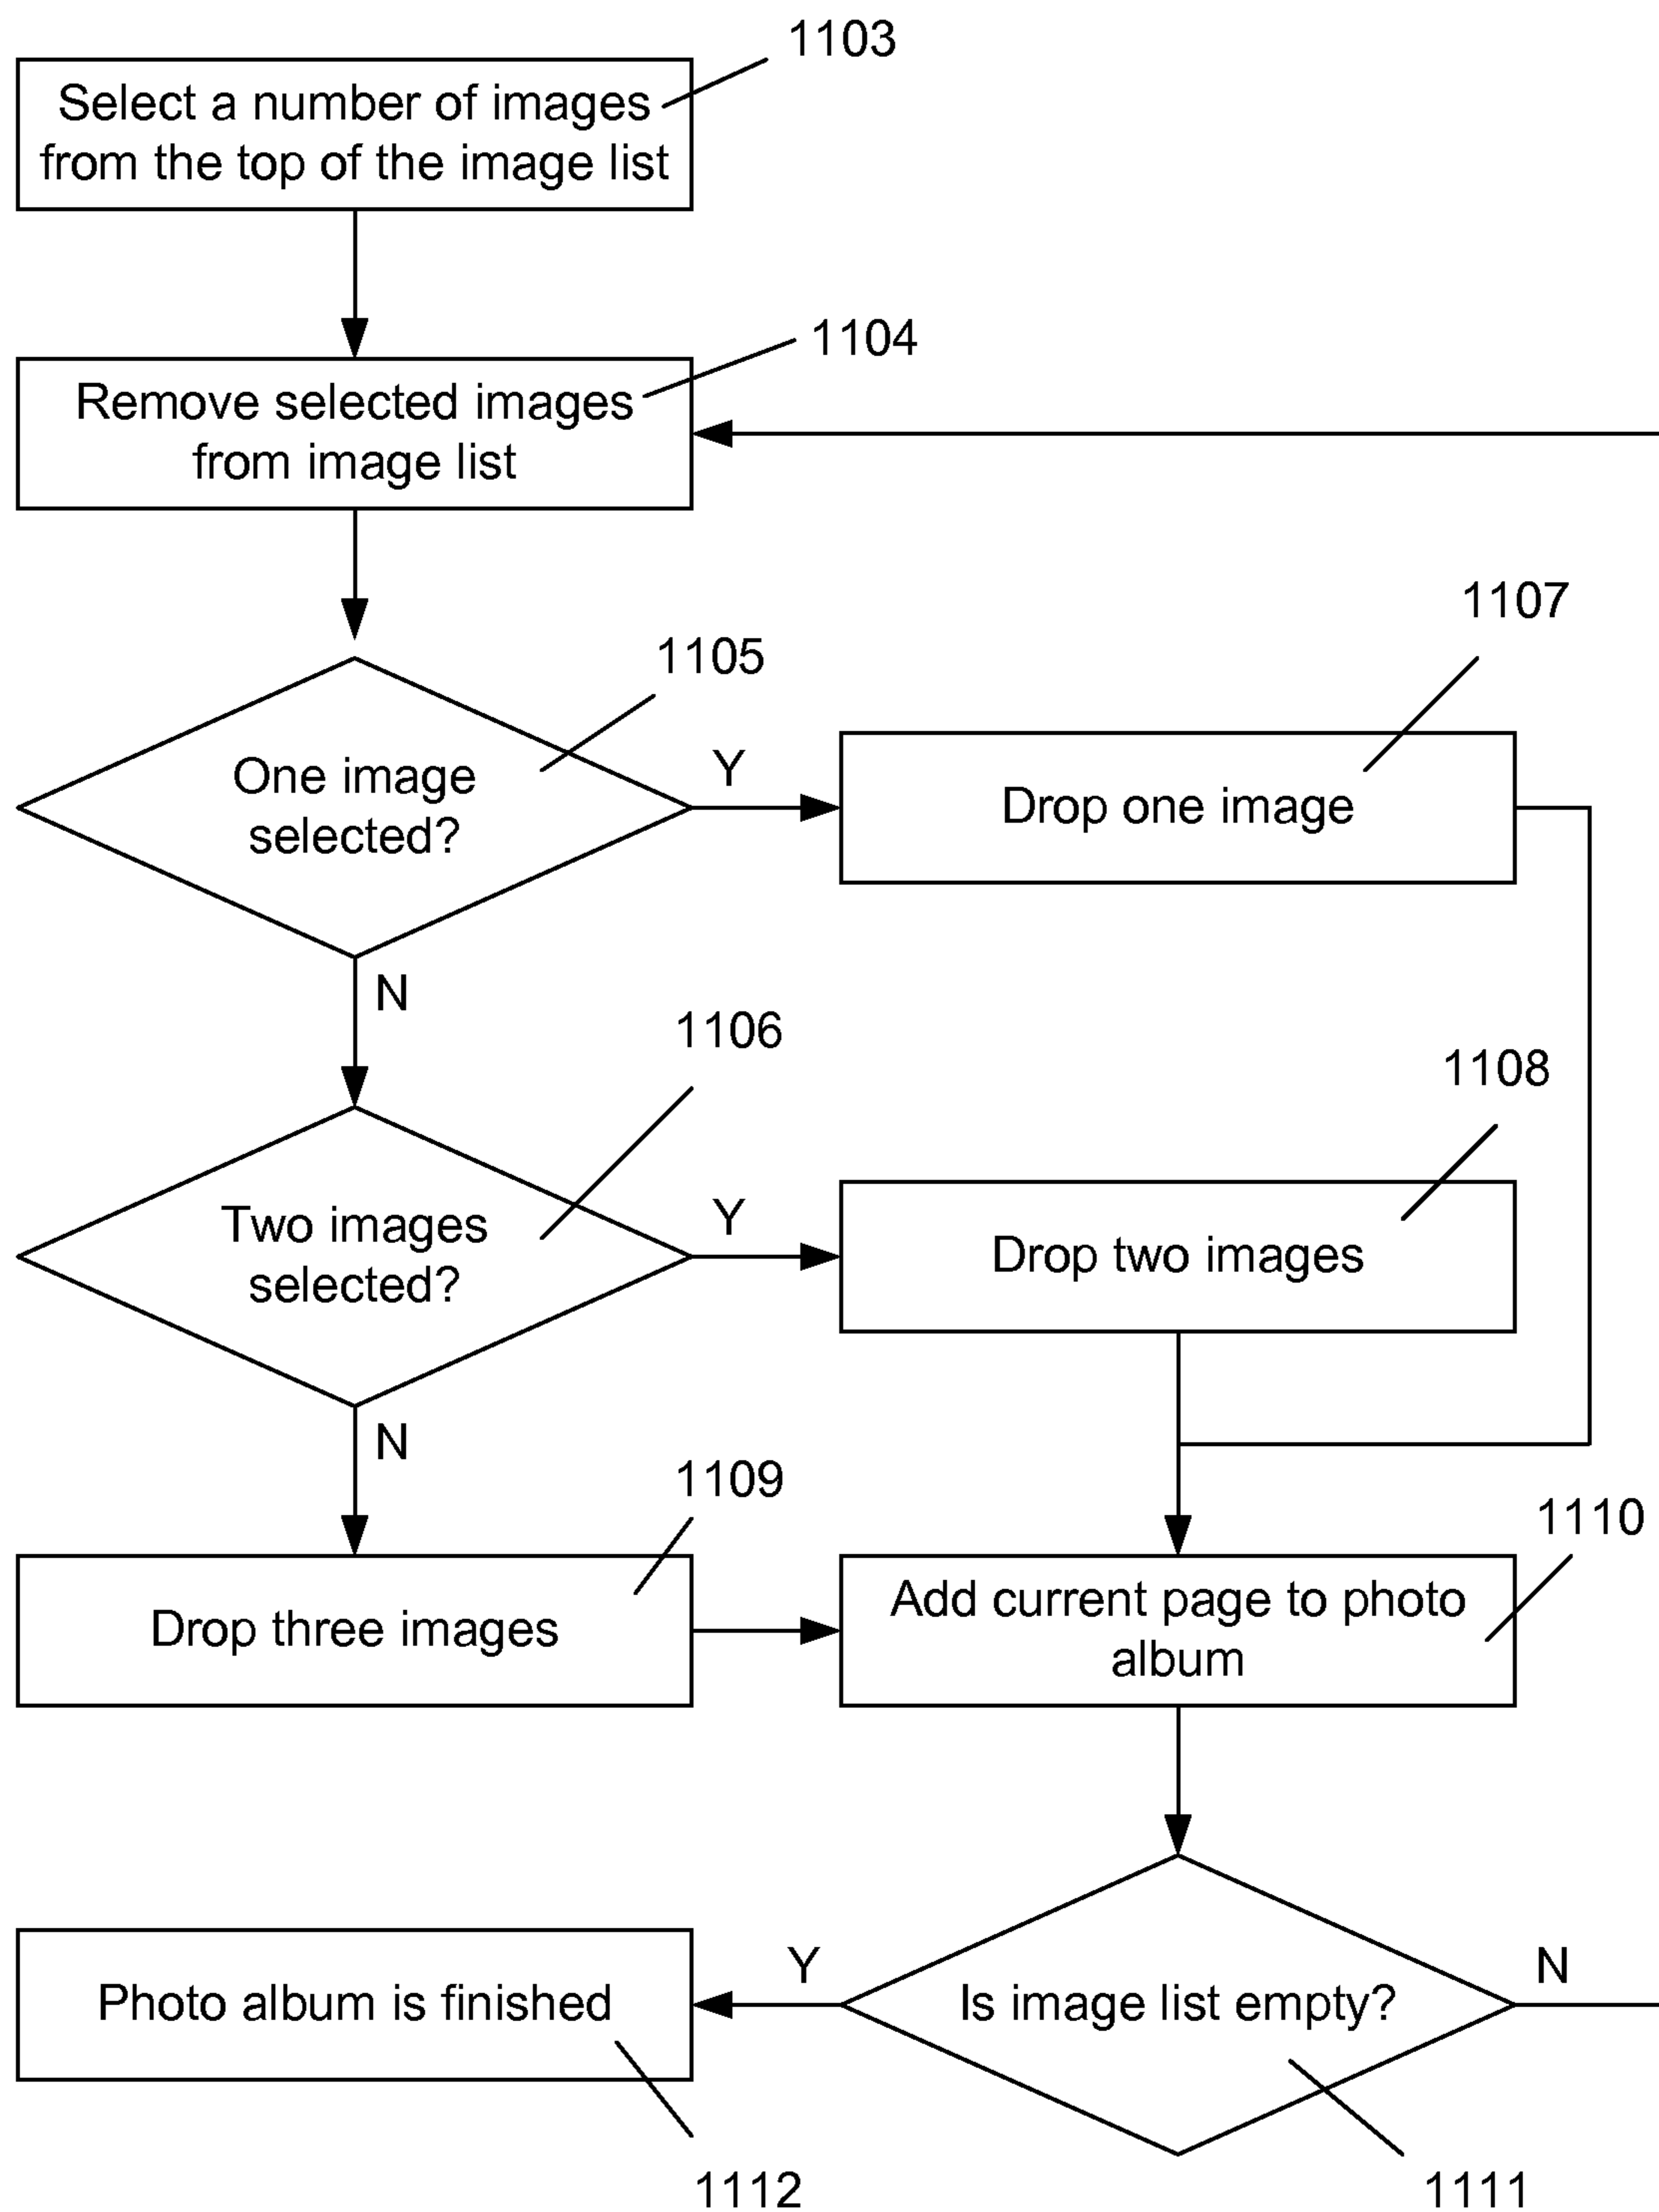 1103
Select a number of images
from the top of the image list
1104
Remove selected images
from image list
1107
1105
One image
selected?
Y
Drop one image
N
1106
1108
Two images
selected?
Y
Drop two images
N
1109
1110
Drop three images
Add current page to photo
album
Photo album is finished
Y
Is image list empty?
N
1112
1111